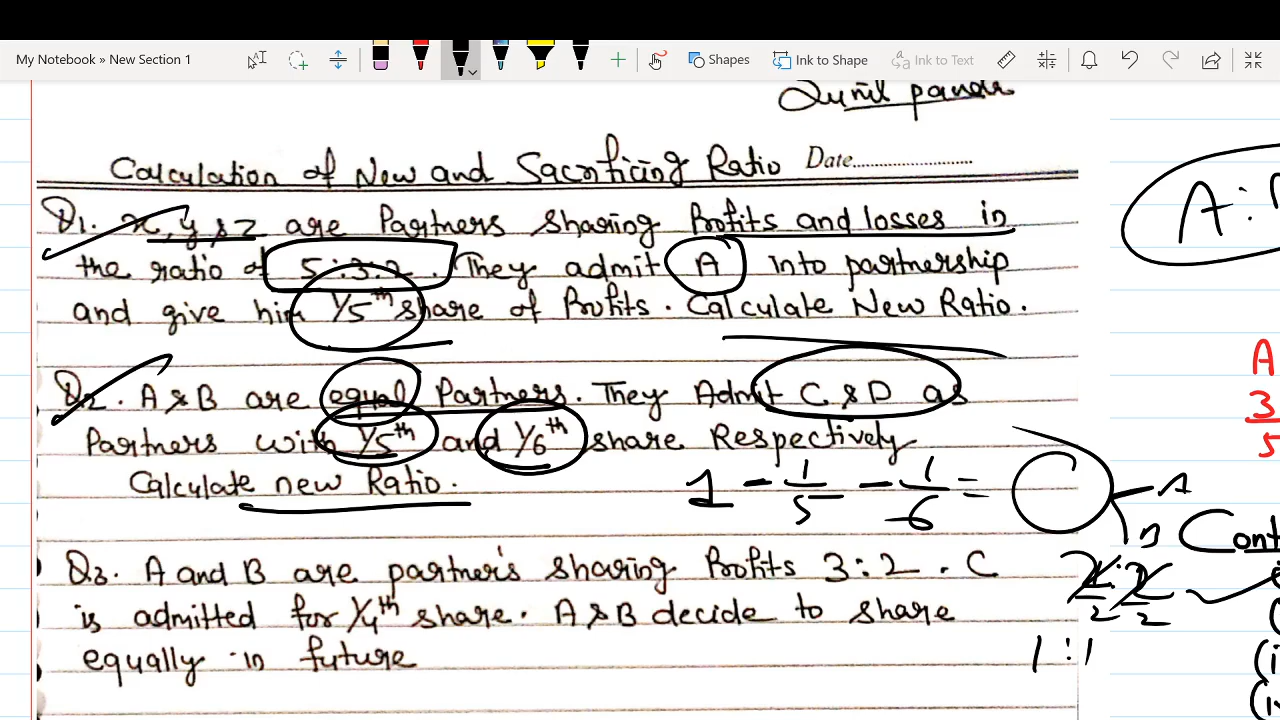 My Notebook » New Section 1
Shapes
Ink to Shape
Ink to Text
Calculation of New and Sacrificing Ratio Date
Q1. x, y & z are Partners sharing Profits and losses in
the ratio of 5:3:2. They admit A into partnership
and give him 1/5th share of Profits. Calculate New Ratio.
Q2. A & B are equal Partners. They Admit C & D as
Partners with 1/5th and 1/6th share Respectively
Calculate new Ratio.
1 - 1/5 - 1/6 =
A
B
Q3. A and B are partner's sharing Profits 3:2. C
is admitted for 1/4th share. A & B decide to share
equally in future
1:1
A:
A
3
5
Cont